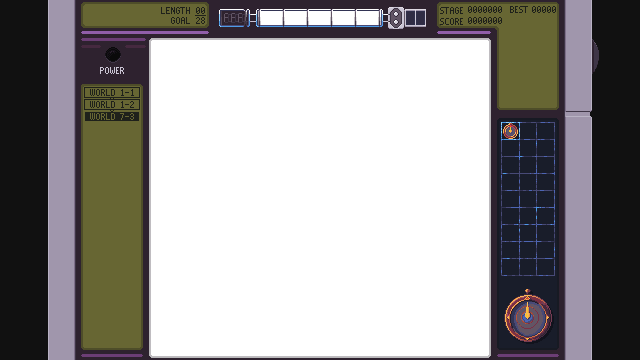 LENGTH 00
GOAL 28
STAGE 0000000 BEST 00000
SCORE 0000000
POWER
WORLD 1-1
WORLD 1-2
WORLD 7-3